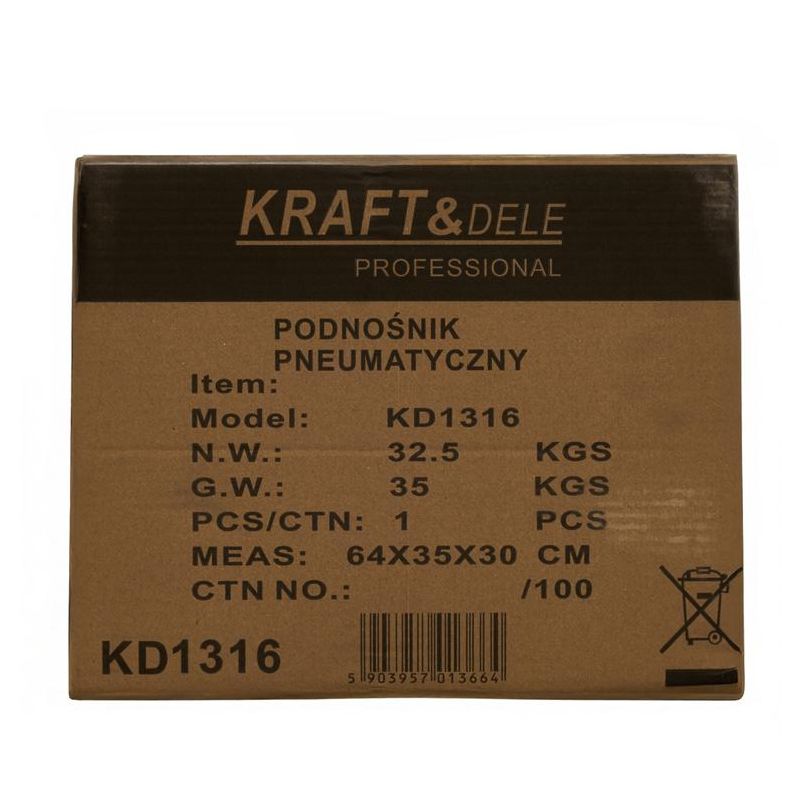 KRAFT&DELE
PROFESSIONAL
PODNOŚNIK
PNEUMATYCZNY
Item:
Model: KD1316
N.W.: 32.5 KGS
G.W.: 35 KGS
PCS/CTN: 1 PCS
MEAS: 64X35X30 CM
CTN NO.: /100
KD1316
5 903957 013664